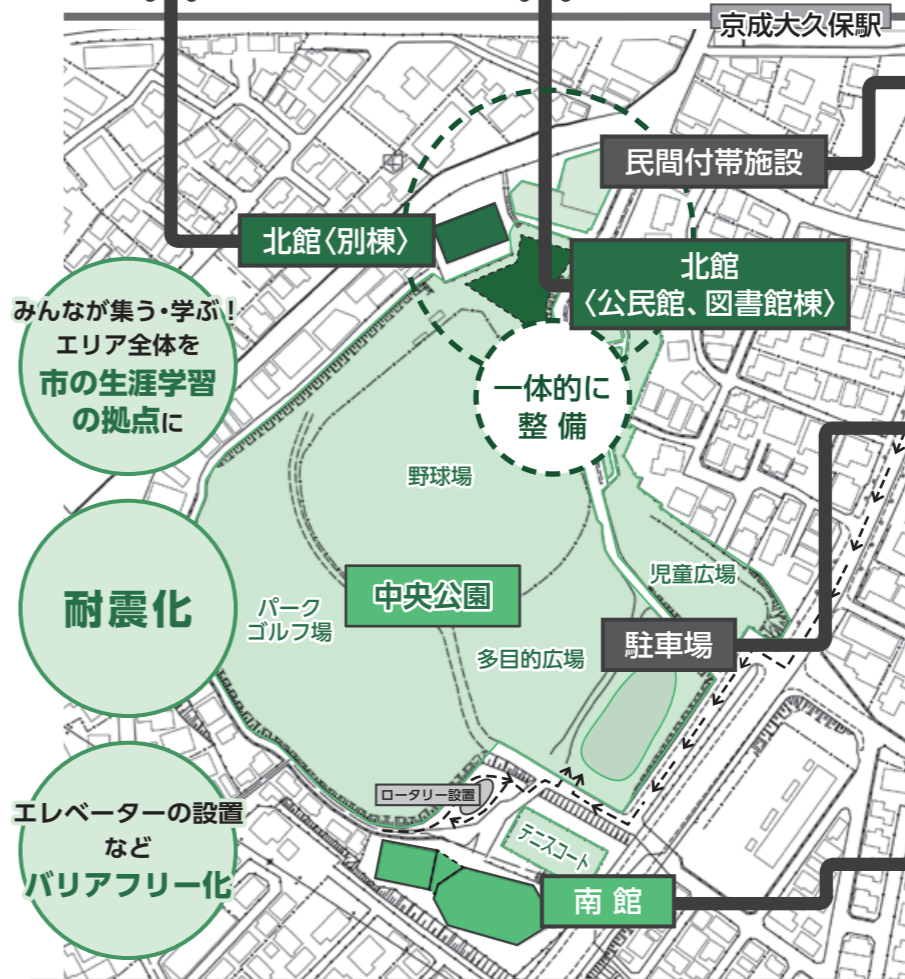 京成大久保駅
民間付帯施設
北館〈別棟〉
北館
〈公民館、図書館棟〉
みんなが集う・学ぶ!
エリア全体を
市の生涯学習
の拠点に
一体的に
整備
野球場
児童広場
耐震化
中央公園
パーク
ゴルフ場
駐車場
多目的広場
ロータリー設置
エレベーターの設置
など
バリアフリー化
テニスコート
南館